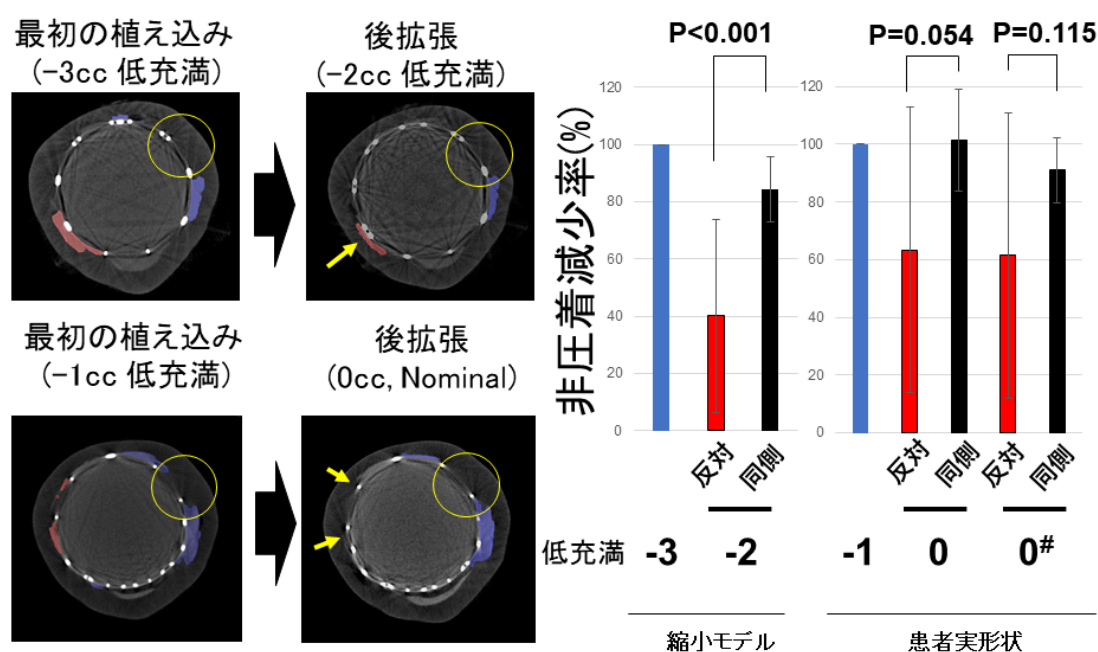 最初の植え込み
(-3cc 低充満)
後拡張
(-2cc 低充満)
最初の植え込み
(-1cc 低充満)
後拡張
(0cc, Nominal)
非圧着減少率(%)
P<0.001
120
100
80
60
40
20
0
反対
同側
P=0.054
P=0.115
120
100
80
60
40
20
0
反対
同側
反対
同側
低充満
-3
-2
-1
0
0#
縮小モデル
患者実形状